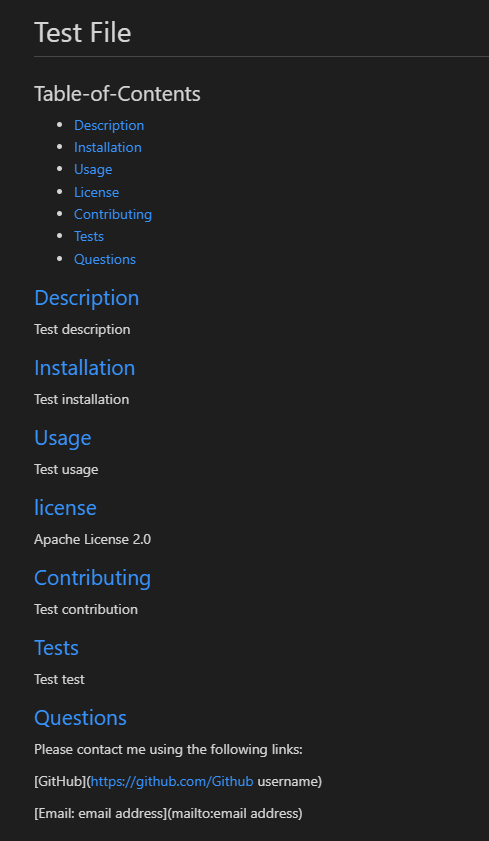 Test File
Table-of-Contents
Description
Installation
Usage
License
Contributing
Tests
Questions
Description
Test description
Installation
Test installation
Usage
Test usage
license
Apache License 2.0
Contributing
Test contribution
Tests
Test test
Questions
Please contact me using the following links:
[GitHub](https://github.com/Github username)
[Email: email address](mailto:email address)